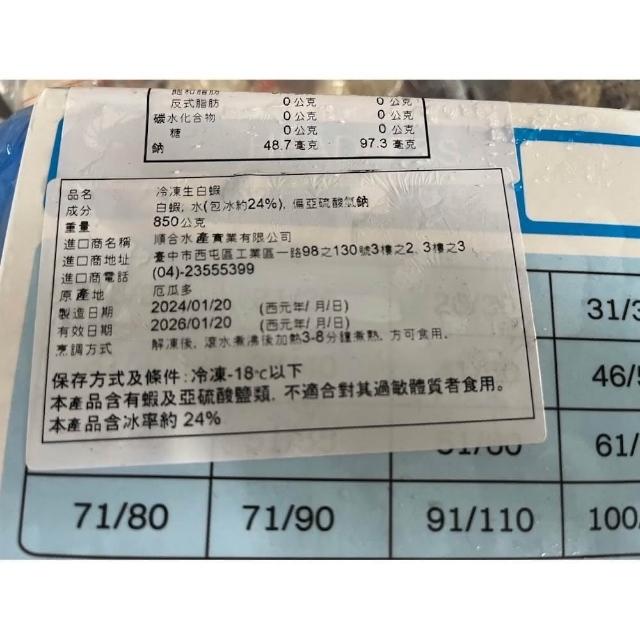 反式脂肪 0 公克 0 公克
碳水化合物 0 公克 0 公克
糖 0 公克 0 公克
鈉 48.7 毫克 97.3 毫克
品名 冷凍生白蝦
成分 白蝦, 水(包冰約24%), 偏亞硫酸氫鈉
重量 850公克
進口商名稱 順合水產實業有限公司
進口商地址 臺中市西屯區工業區一路98之130號3樓之2, 3樓之3
進口商電話 (04)-23555399
原產地 厄瓜多
製造日期 2024/01/20 (西元年/月/日)
有效日期 2026/01/20 (西元年/月/日)
烹調方式 解凍後, 滾水煮沸後加熱3-8分鐘煮熟, 方可食用。
保存方式及條件:冷凍-18℃以下
本產品含有蝦及亞硫酸鹽類, 不適合對其過敏體質者食用。
本產品含冰率約 24%
31/3
46/5
61/
71/80 71/90 91/110 100